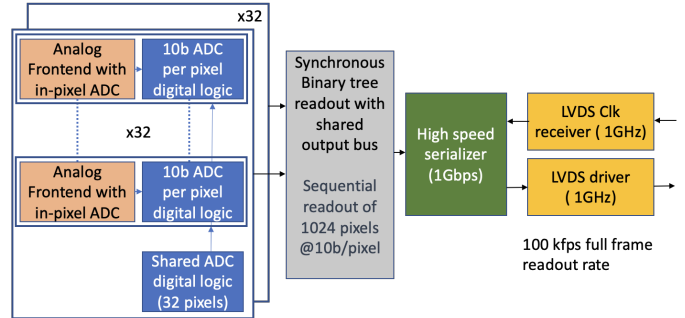 x32
Analog
Frontend with
in-pixel ADC
10b ADC
per pixel
digital logic
x32
Analog
Frontend with
in-pixel ADC
10b ADC
per pixel
digital logic
Shared ADC
digital logic
(32 pixels)
Synchronous
Binary tree
readout with
shared
output bus
Sequential
readout of
1024 pixels
@10b/pixel
High speed
serializer
(1Gbps)
LVDS Clk
receiver ( 1GHz)
LVDS driver
( 1GHz)
100 kfps full frame
readout rate